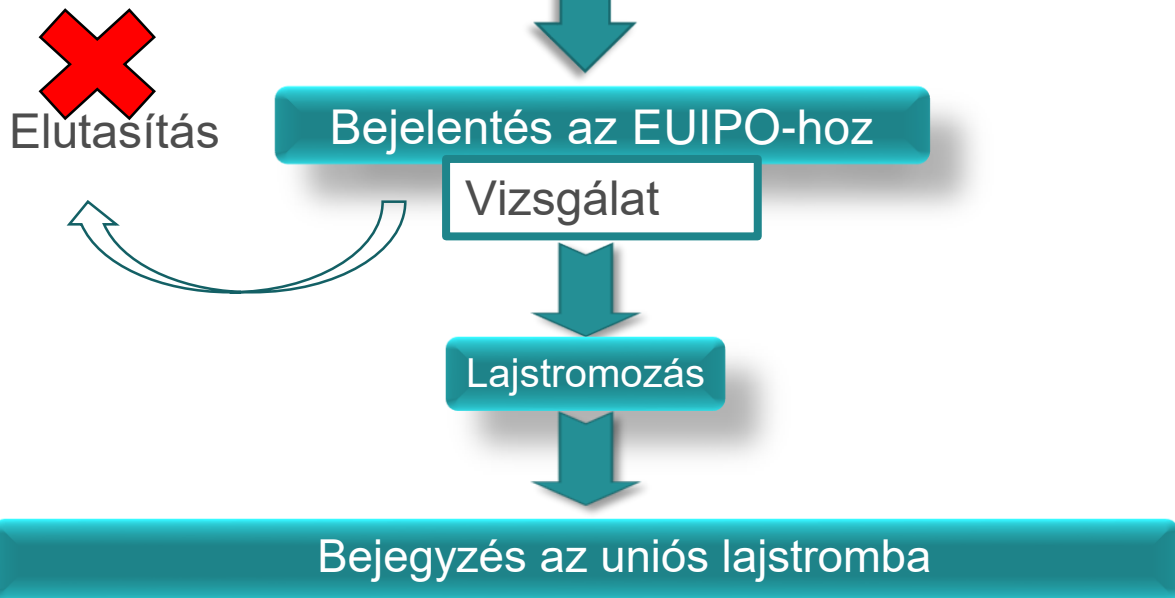 Elutasítás
Bejelentés az EUIPO-hoz
Vizsgálat
Lajstromozás
Bejegyzés az uniós lajstromba